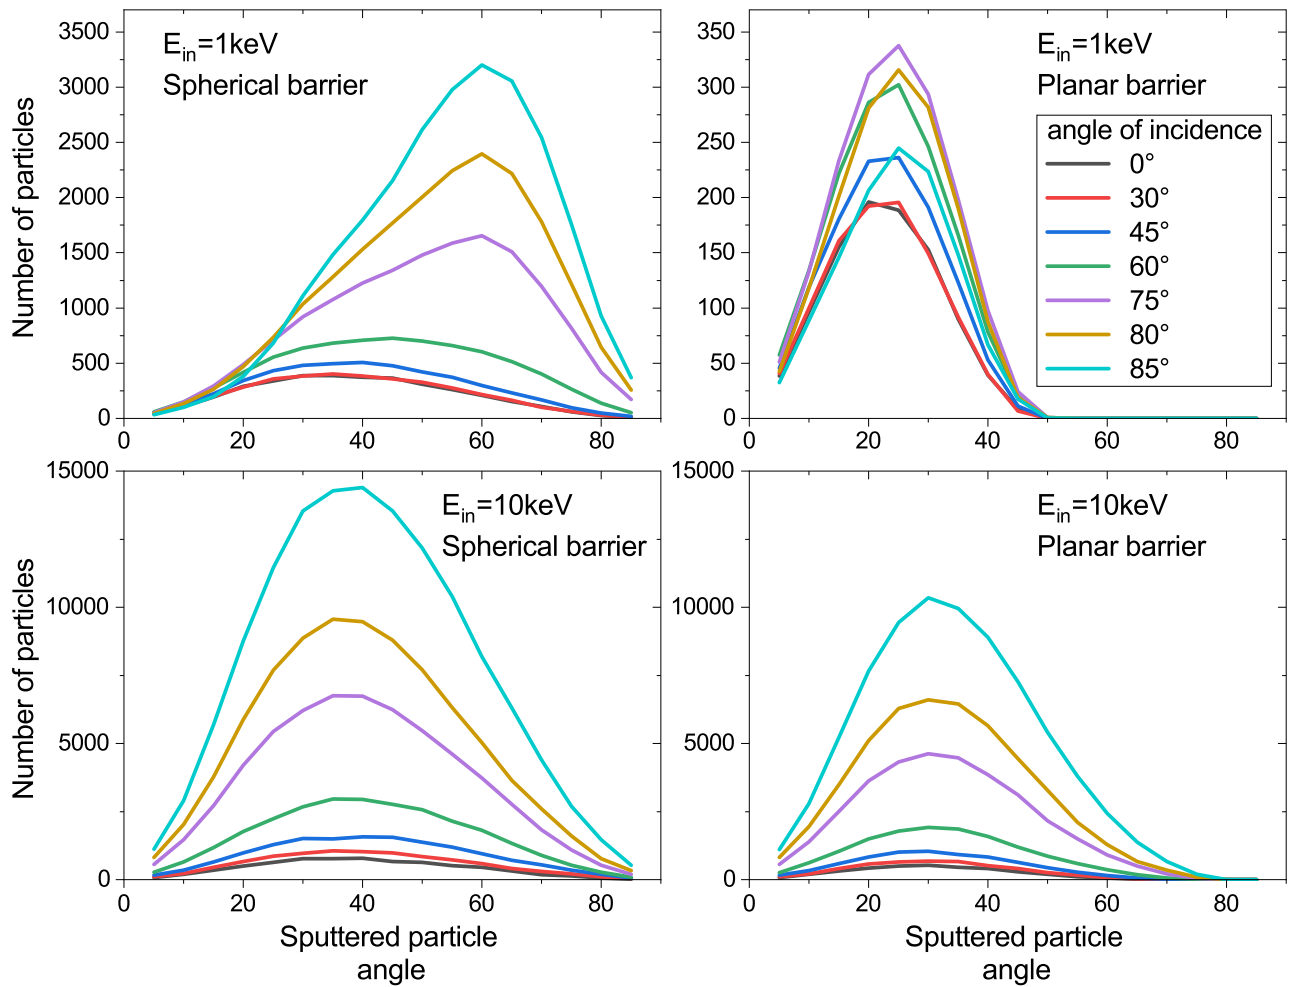 E_in=1keV
Spherical barrier
Number of particles
3500
3000
2500
2000
1500
1000
500
0
0 20 40 60 80
E_in=1keV
Planar barrier
angle of incidence
0°
30°
45°
60°
75°
80°
85°
350
300
250
200
150
100
50
0
0 20 40 60 80
E_in=10keV
Spherical barrier
Number of particles
15000
10000
5000
0
0 20 40 60 80
Sputtered particle
angle
E_in=10keV
Planar barrier
15000
10000
5000
0
0 20 40 60 80
Sputtered particle
angle